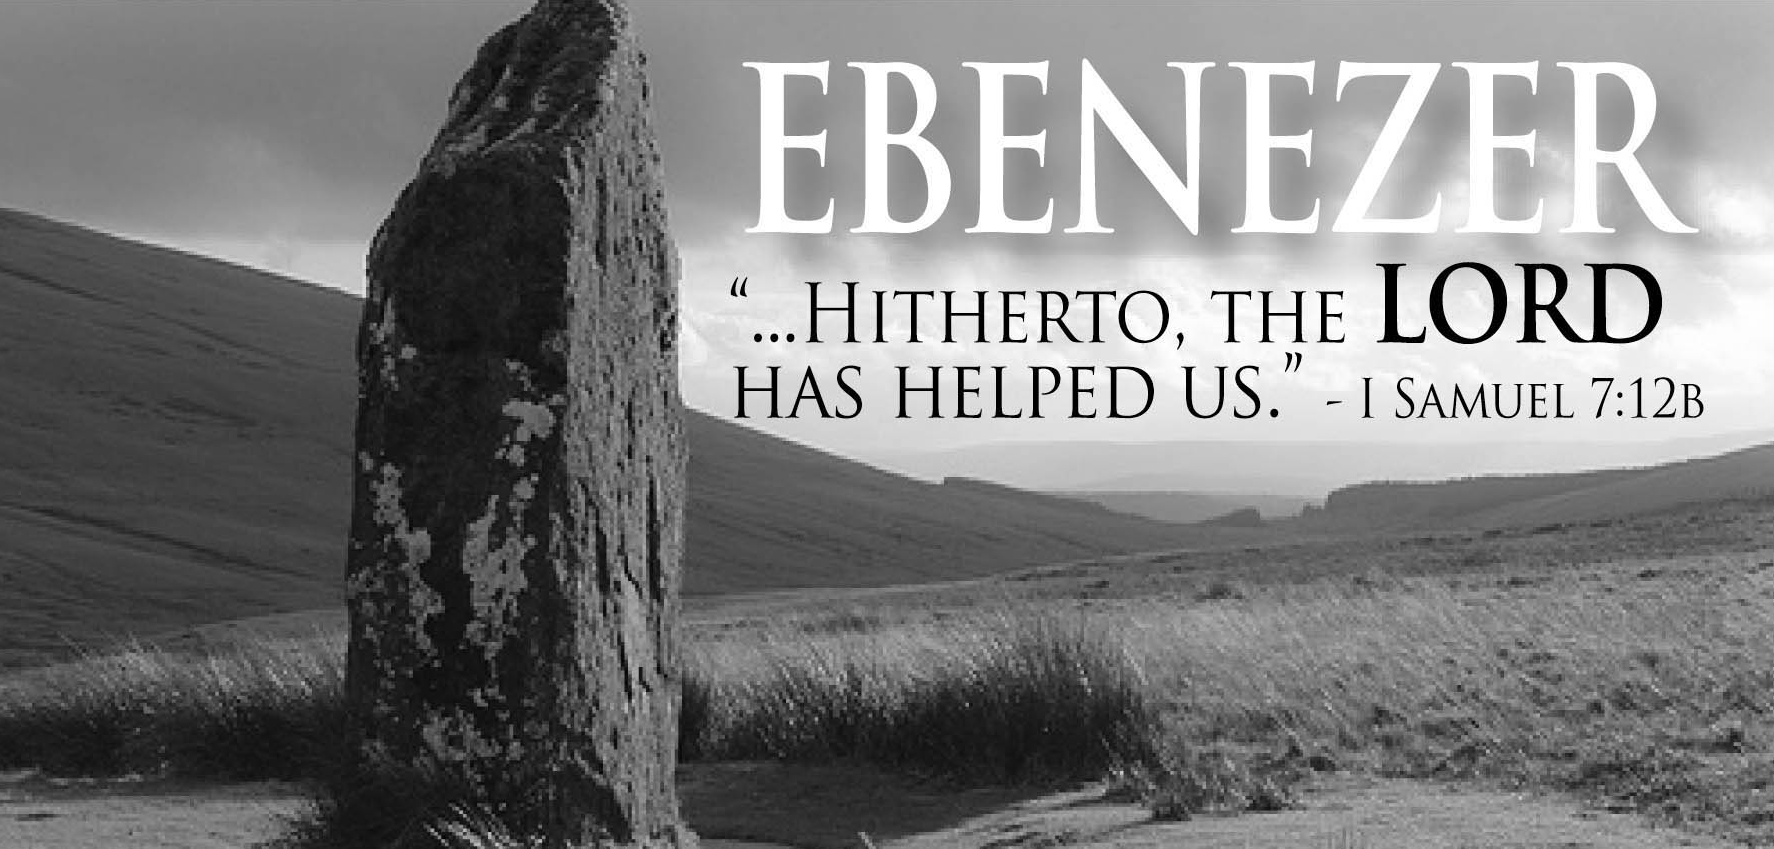 EBENEZER
“...HITHERTO, THE LORD
HAS HELPED US.” - I SAMUEL 7:12B